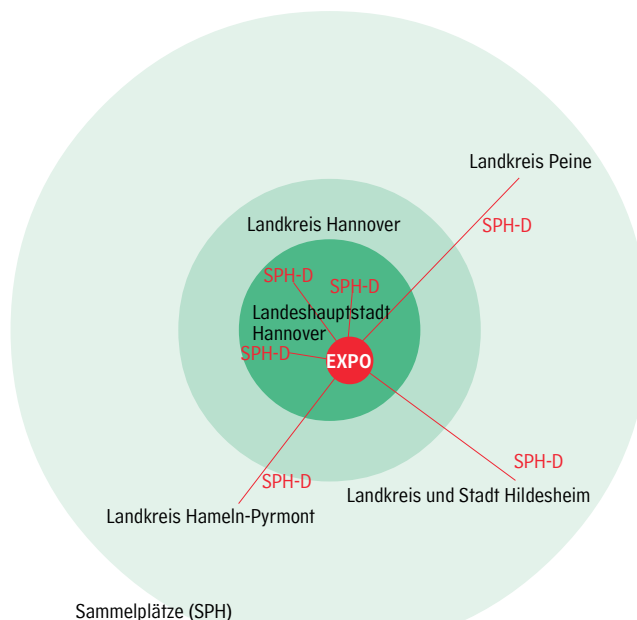 Landkreis Peine
SPH-D
Landkreis Hannover
SPH-D
SPH-D
Landeshauptstadt
Hannover
SPH-D
EXPO
SPH-D
SPH-D
Landkreis und Stadt Hildesheim
Landkreis Hameln-Pyrmont
Sammelplätze (SPH)